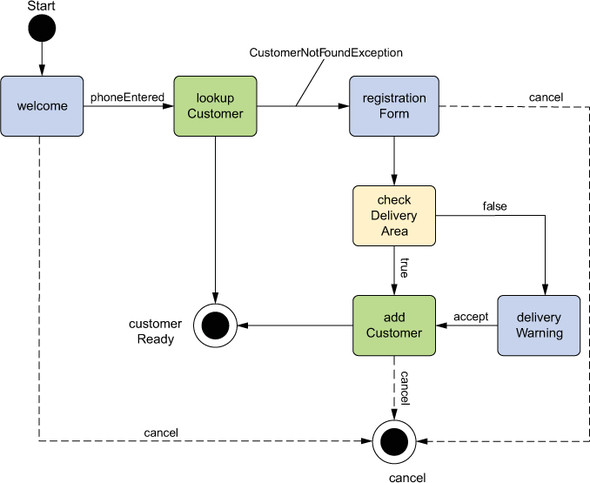 Start
CustomerNotFoundException
welcome
phoneEntered
lookup
Customer
registration
Form
cancel
check
Delivery
Area
false
true
customer
Ready
add
Customer
accept
delivery
Warning
cancel
cancel
cancel